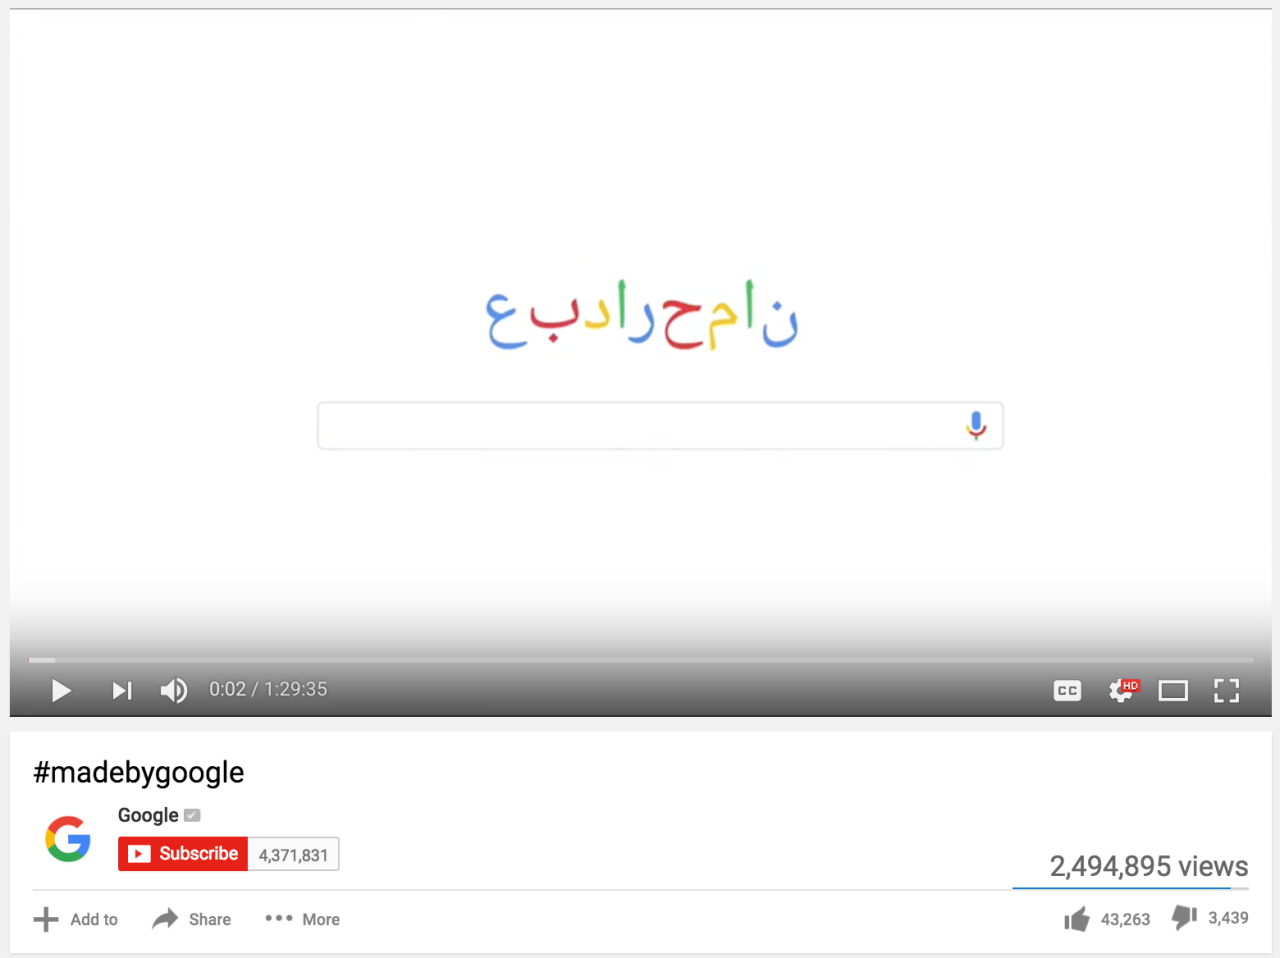 ن ا م ح ر ا د ب ع
0:02 / 1:29:35
CC
HD
#madebygoogle
Google
Subscribe 4,371,831
2,494,895 views
Add to Share More 43,263 3,439